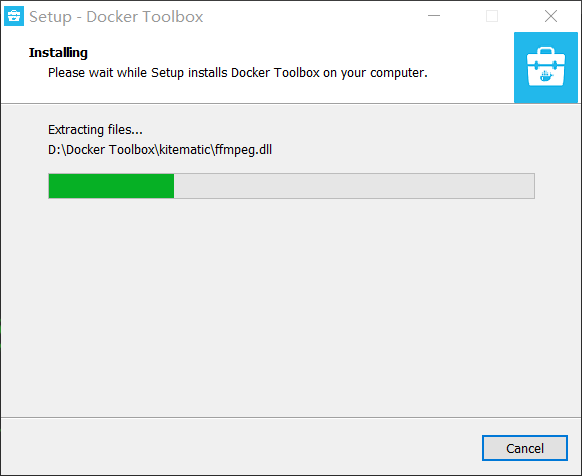 Setup - Docker Toolbox
Installing
Please wait while Setup installs Docker Toolbox on your computer.
Extracting files...
D:\Docker Toolbox\kitematic\ffmpeg.dll
Cancel